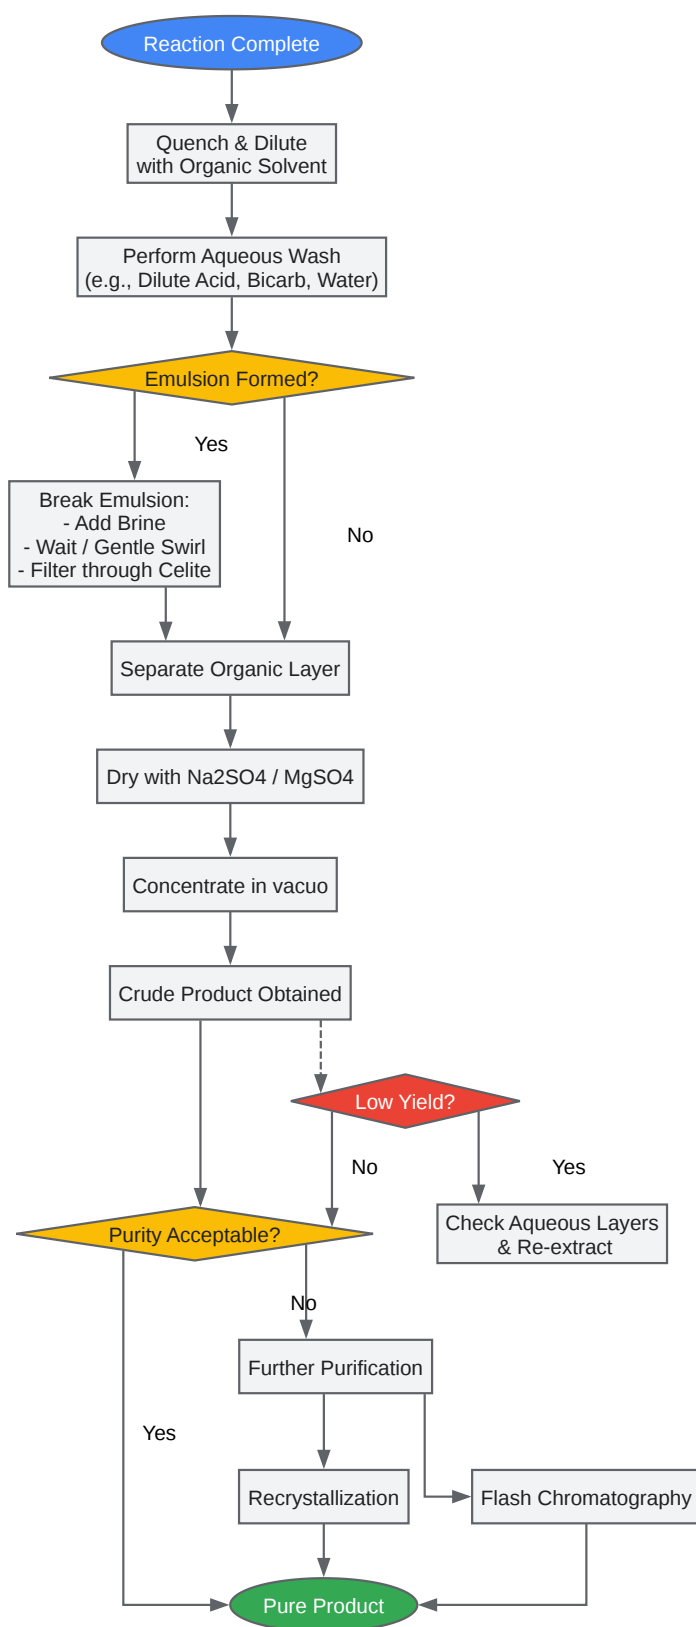 Reaction Complete
Quench & Dilute
with Organic Solvent
Perform Aqueous Wash
(e.g., Dilute Acid, Bicarb, Water)
Emulsion Formed?
Yes
Break Emulsion:
- Add Brine
- Wait / Gentle Swirl
- Filter through Celite
No
Separate Organic Layer
Dry with Na2SO4 / MgSO4
Concentrate in vacuo
Crude Product Obtained
Low Yield?
No
Yes
Check Aqueous Layers
& Re-extract
Purity Acceptable?
No
Further Purification
Yes
Recrystallization
Flash Chromatography
Pure Product